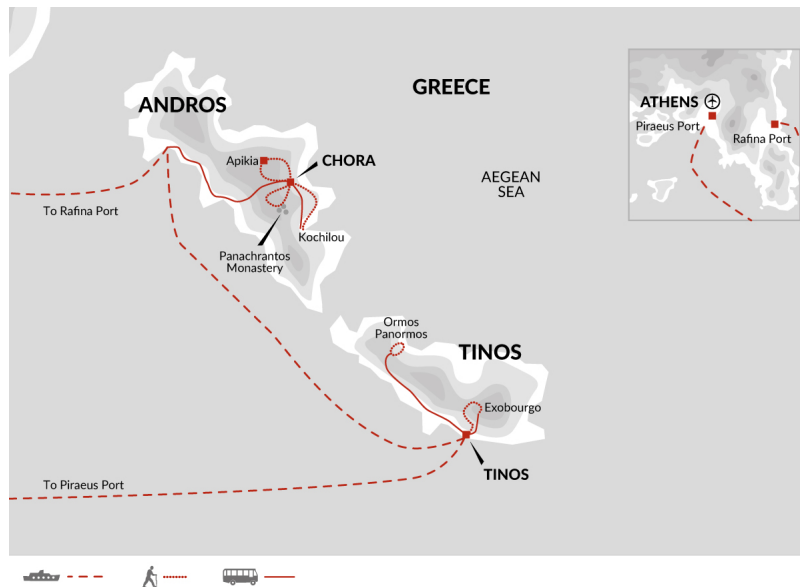 GREECE
ANDROS
ATHENS
Piraeus Port
Rafina Port
Apikia
CHORA
AEGEAN
SEA
To Rafina Port
Kochilou
Panachrantos
Monastery
Ormos
Panormos
TINOS
Exobourgo
TINOS
To Piraeus Port